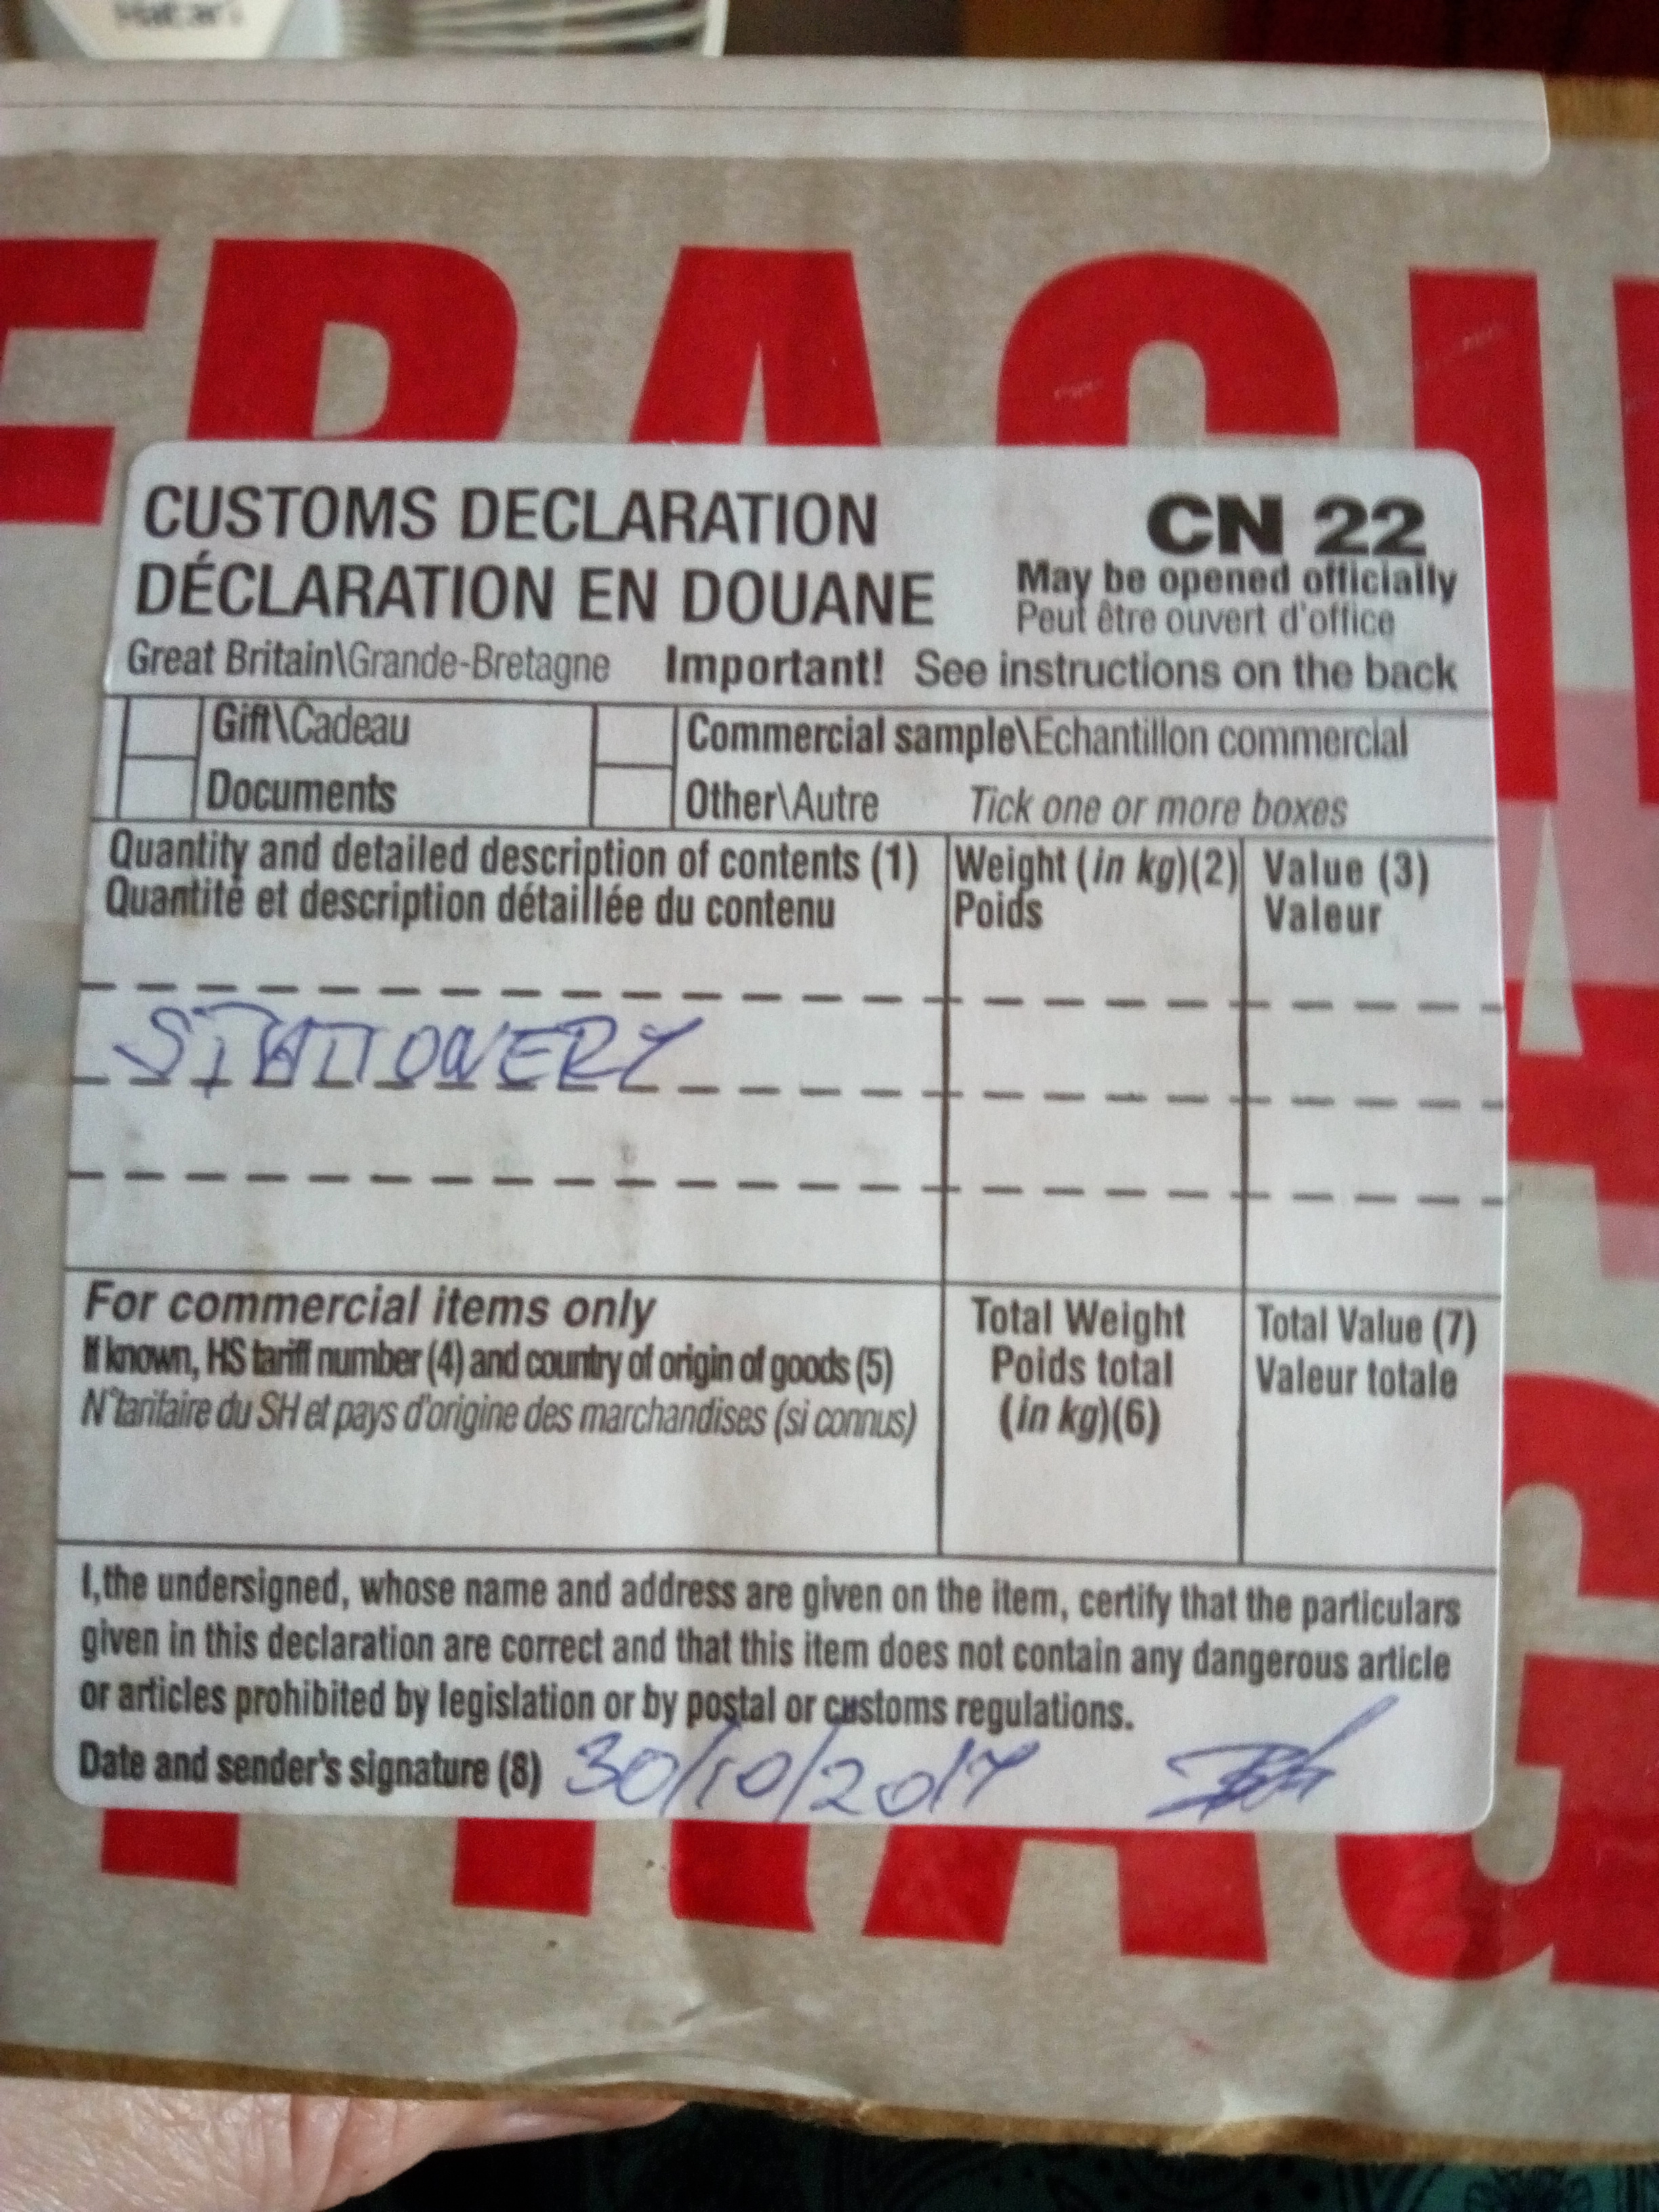 FRAGI
CUSTOMS DECLARATION
DÉCLARATION EN DOUANE
CN 22
May be opened officially
Peut être ouvert d'office
Great Britain\Grande-Bretagne Important! See instructions on the back
Gift\Cadeau
Commercial sample\Echantillon commercial
Documents
Other\Autre Tick one or more boxes
Quantity and detailed description of contents (1)
Quantité et description détaillée du contenu
Weight (in kg)(2)
Poids
Value (3)
Valeur
STATIONERY
For commercial items only
If known, HS tariff number (4) and country of origin of goods (5)
N°tarifaire du SH et pays d'origine des marchandises (si connus)
Total Weight
Poids total
(in kg)(6)
Total Value (7)
Valeur totale
I,the undersigned, whose name and address are given on the item, certify that the particulars
given in this declaration are correct and that this item does not contain any dangerous article
or articles prohibited by legislation or by postal or customs regulations.
Date and sender's signature (8) 30/10/2017
FRAG